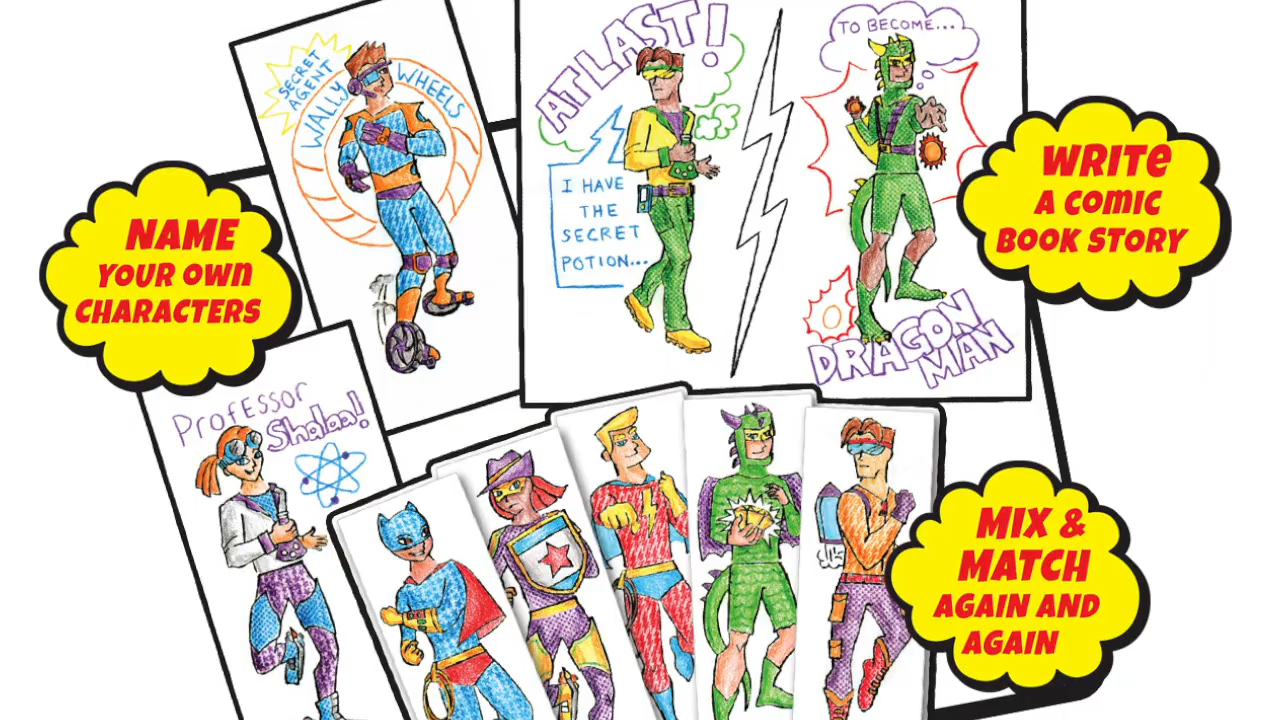 SECRET
AGENT
WALLY
WHEELS
AT LAST!
I HAVE
THE
SECRET
POTION...
TO BECOME...
DRAGON
MAN
WRITE
A COMIC
BOOK STORY
NAME
YOUR OWN
CHARACTERS
PROFESSOR
Shalaa!
MIX &
MATCH
AGAIN AND
AGAIN